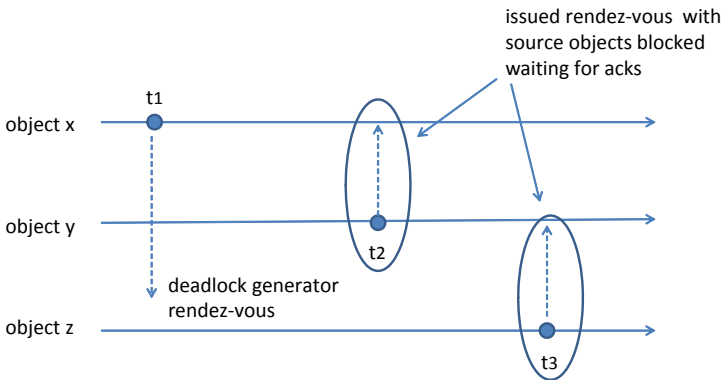 issued rendez-vous with
source objects blocked
waiting for acks
t1
object x
object y
t2
deadlock generator
rendez-vous
object z
t3